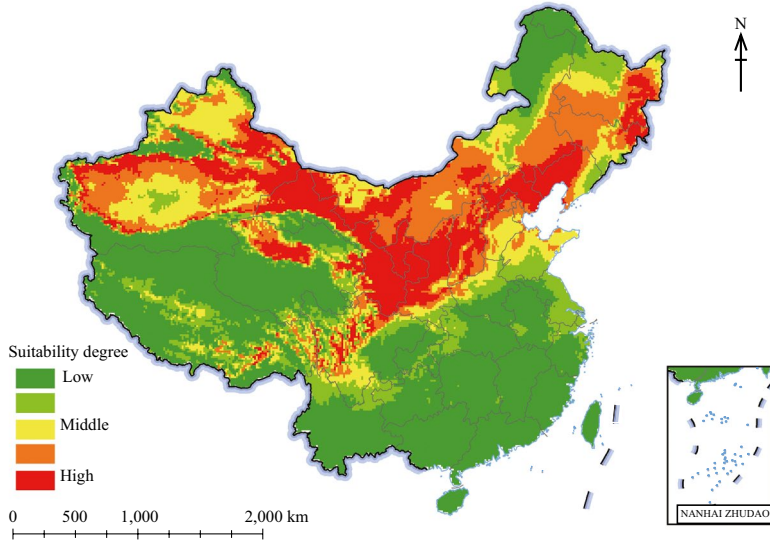 N
Suitability degree
Low
Middle
High
0 500 1,000 2,000 km
NANHAI ZHUDAO